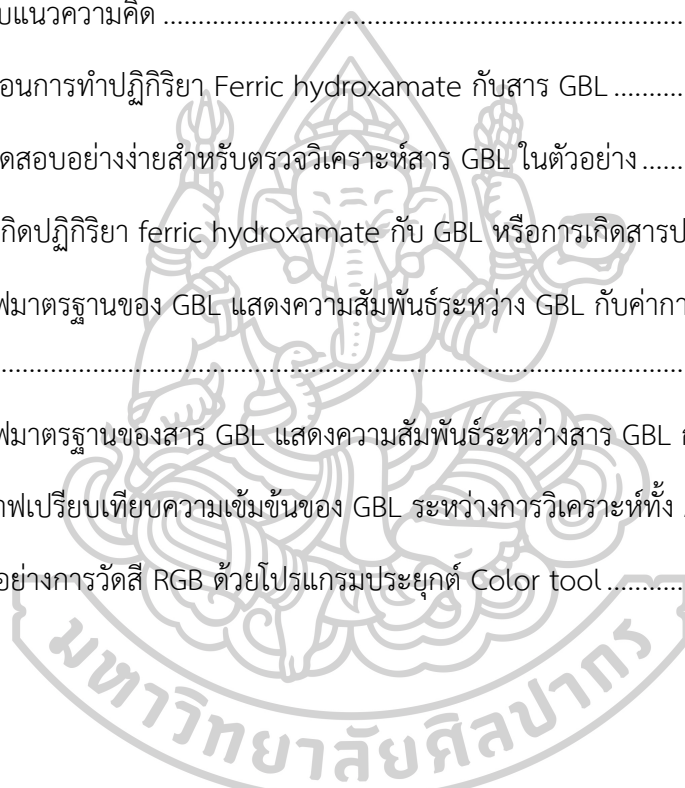 บแนวความคิด ......................................................................................
อนการทำปฏิกิริยา Ferric hydroxamate กับสาร GBL ...........
ดสอบอย่างง่ายสำหรับตรวจวิเคราะห์สาร GBL ในตัวอย่าง .......
กิดปฏิกิริยา ferric hydroxamate กับ GBL หรือการเกิดสารป
ฟมาตรฐานของ GBL แสดงความสัมพันธ์ระหว่าง GBL กับค่ากา
.........................................................................................................
ฟมาตรฐานของสาร GBL แสดงความสัมพันธ์ระหว่างสาร GBL ก
าฟเปรียบเทียบความเข้มข้นของ GBL ระหว่างการวิเคราะห์ทั้ง .
อย่างการวัดสี RGB ด้วยโปรแกรมประยุกต์ Color tool ............
มหาวิทยาลัยศิลปากร